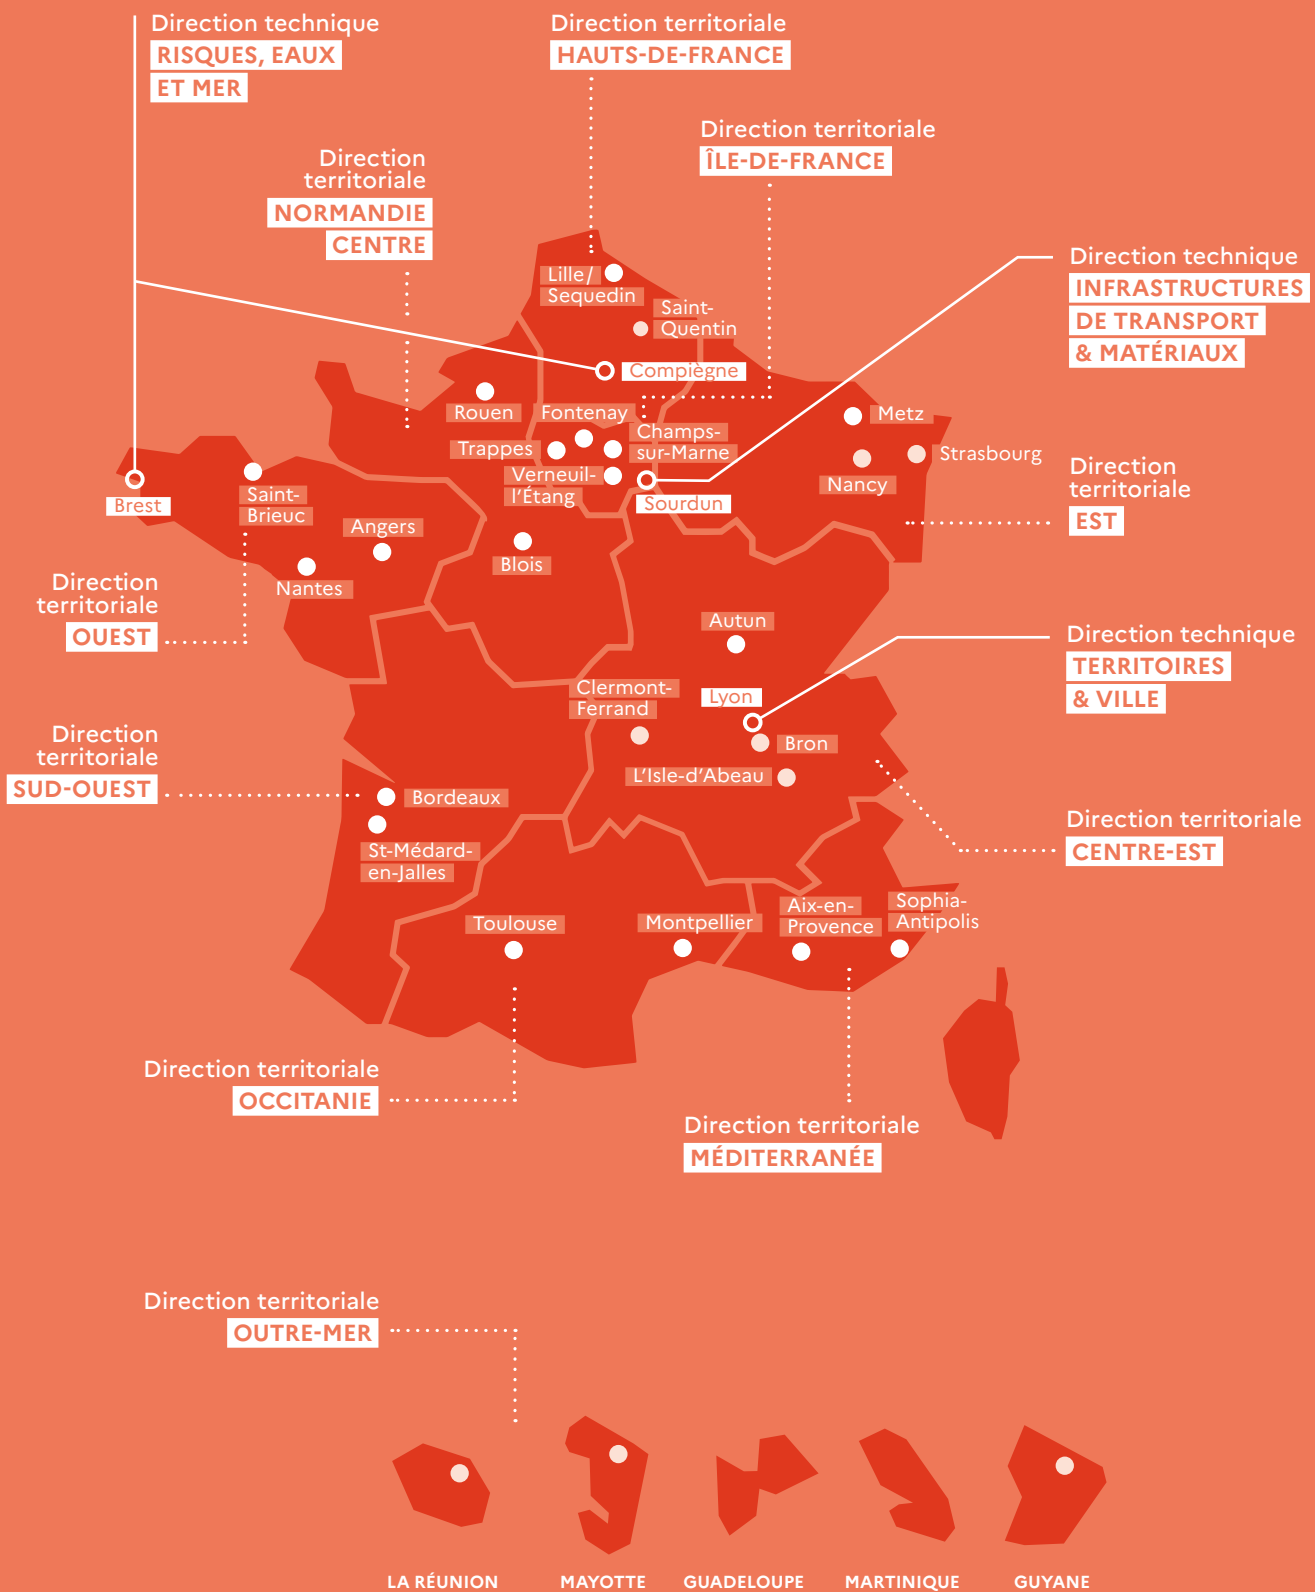 Direction technique
RISQUES, EAUX
ET MER
Direction territoriale
HAUTS-DE-FRANCE
Direction territoriale
ÎLE-DE-FRANCE
Direction
territoriale
NORMANDIE
CENTRE
Direction technique
INFRASTRUCTURES
DE TRANSPORT
& MATÉRIAUX
Lille/
Sequedin
Saint-
Quentin
Compiègne
Rouen
Fontenay
Trappes
Champs-
sur-Marne
Verneuil-
l'Étang
Sourdun
Metz
Strasbourg
Nancy
Direction
territoriale
EST
Brest
Saint-
Brieuc
Angers
Nantes
Blois
Direction
territoriale
OUEST
Autun
Direction technique
TERRITOIRES
& VILLE
Clermont-
Ferrand
Lyon
Bron
L'Isle-d'Abeau
Direction
territoriale
SUD-OUEST
Bordeaux
St-Médard-
en-Jalles
Direction territoriale
CENTRE-EST
Toulouse
Montpellier
Aix-en-
Provence
Sophia-
Antipolis
Direction territoriale
OCCITANIE
Direction territoriale
MÉDITERRANÉE
Direction territoriale
OUTRE-MER
LA RÉUNION
MAYOTTE
GUADELOUPE
MARTINIQUE
GUYANE